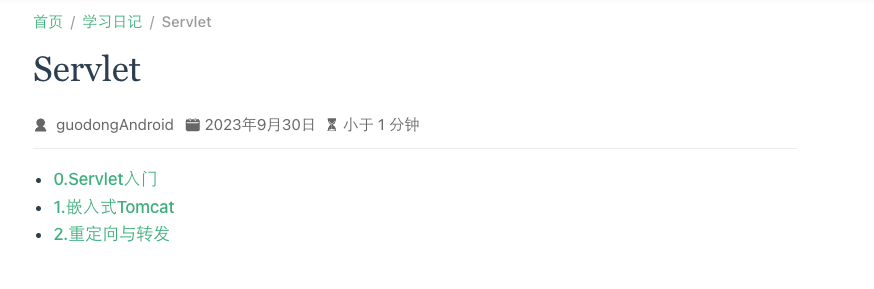 首页 / 学习日记 / Servlet
Servlet
guodongAndroid 2023年9月30日 小于 1 分钟
0.Servlet入门
1.嵌入式Tomcat
2.重定向与转发